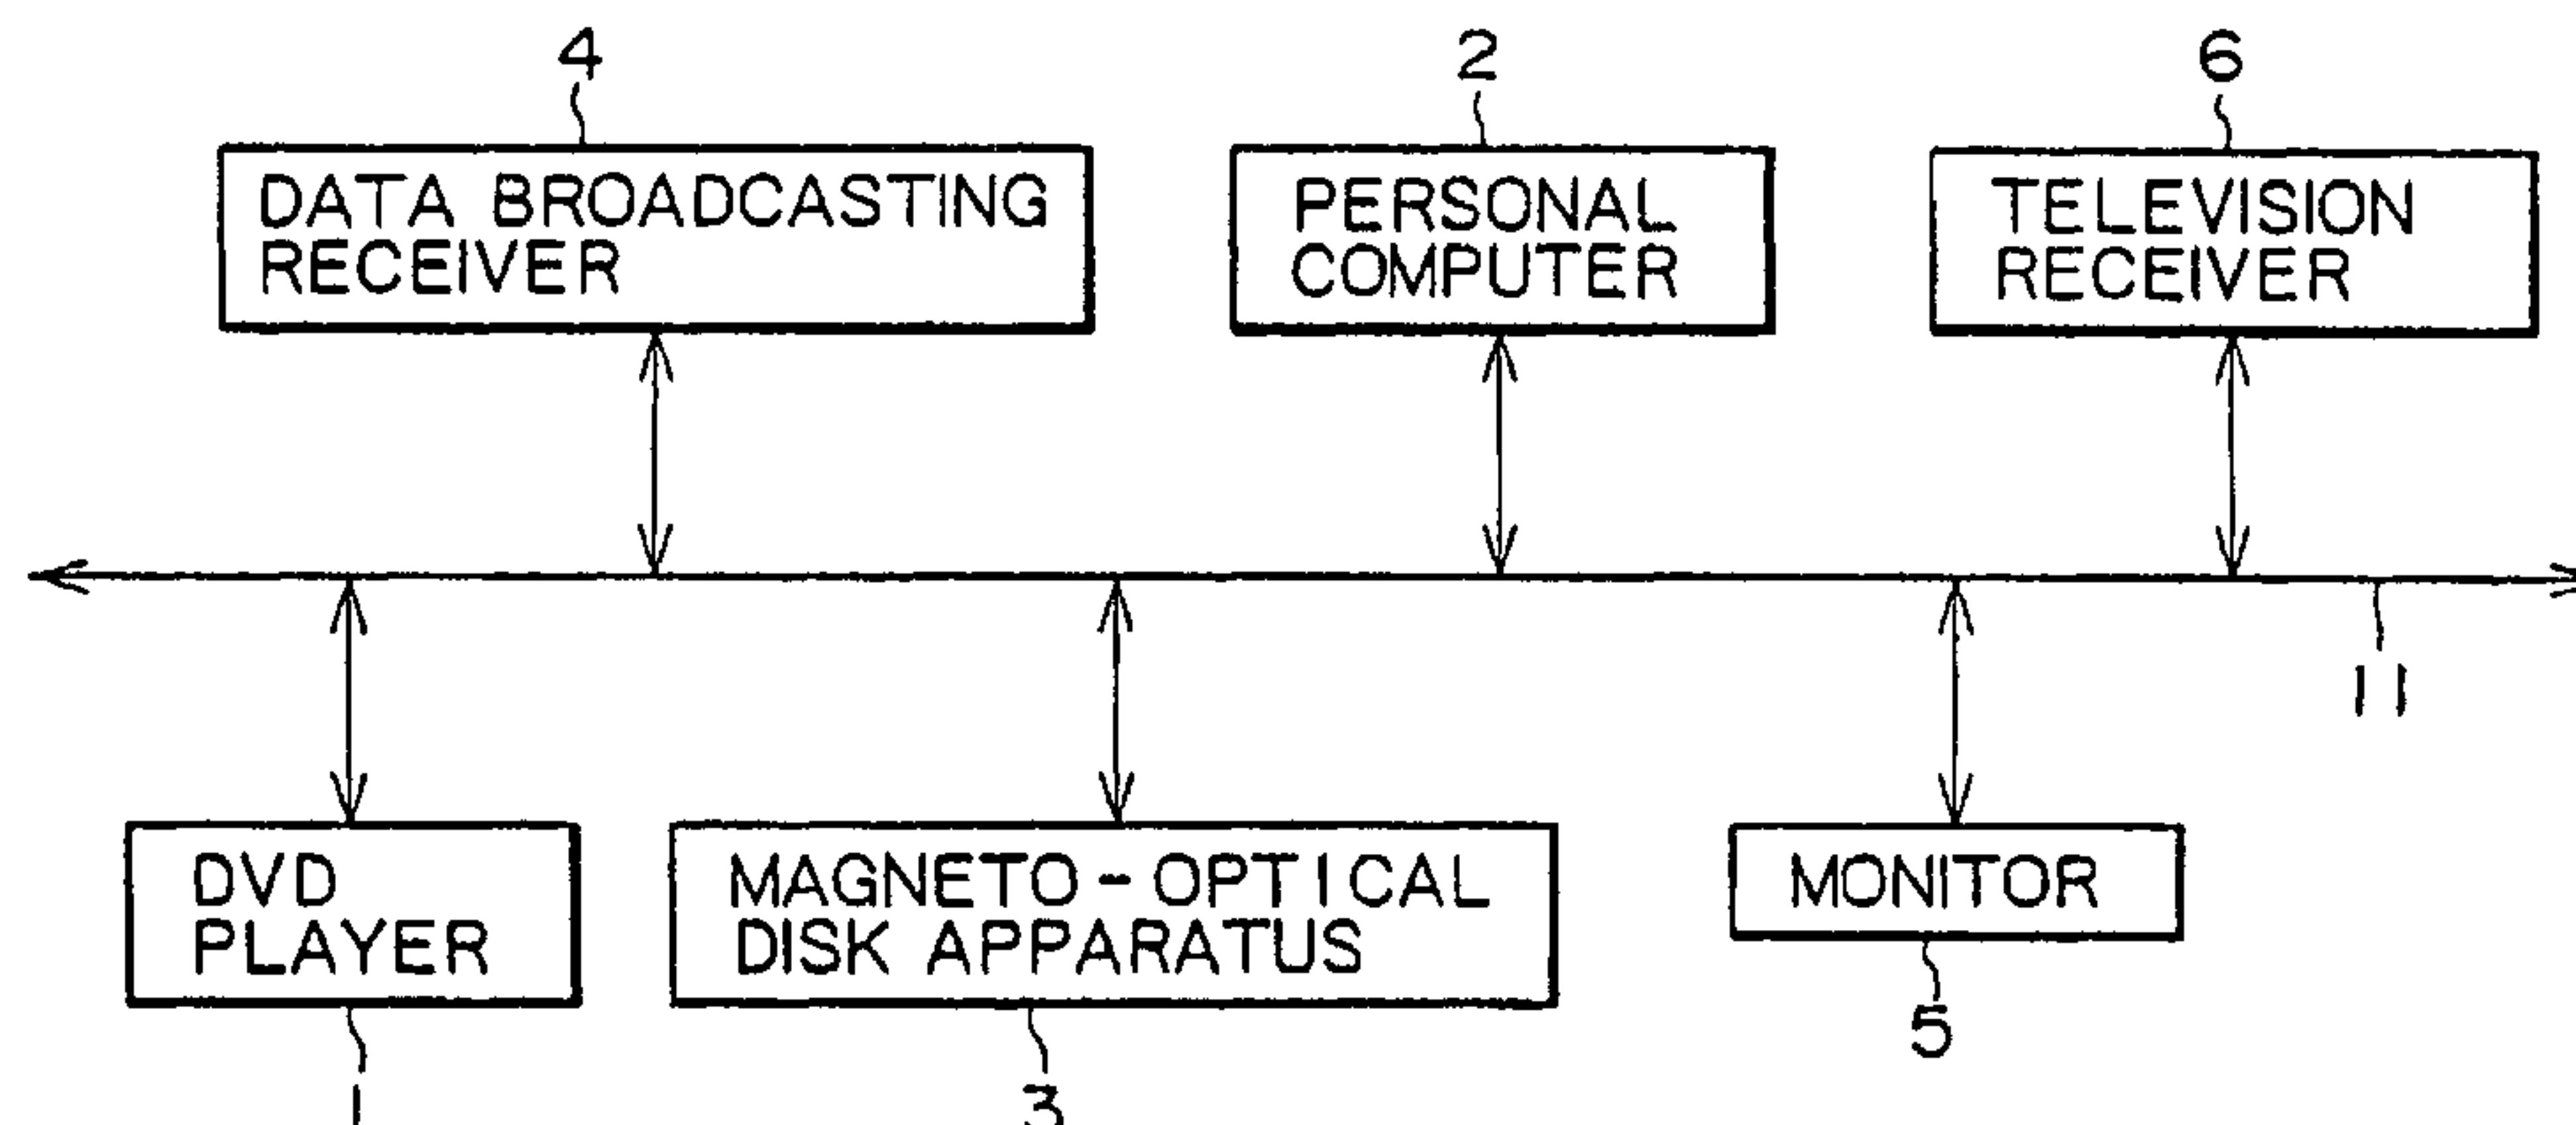 4
2
6
DATA BROADCASTING
RECEIVER
PERSONAL
COMPUTER
TELEVISION
RECEIVER
11
DVD
PLAYER
MAGNETO-OPTICAL
DISK APPARATUS
MONITOR
5
1
3